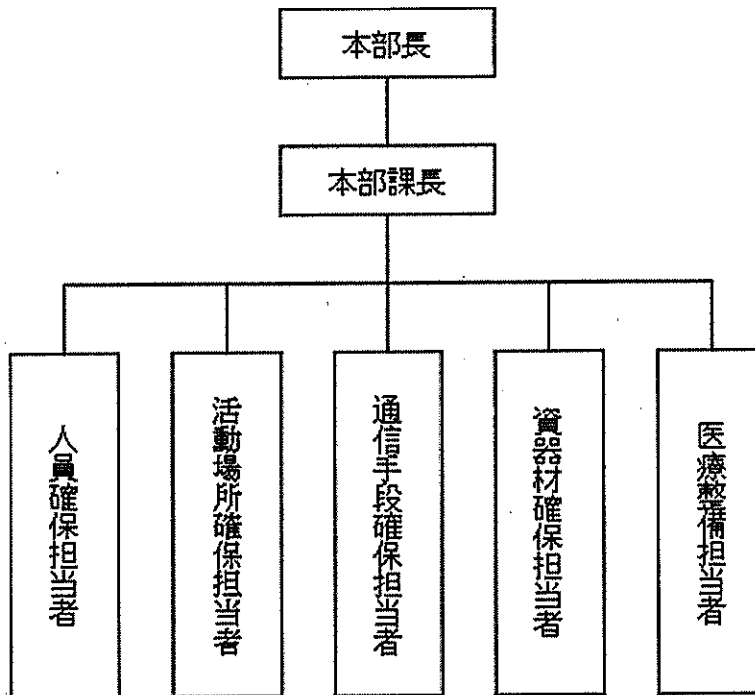 本部長
本部課長
人員確保担当者
活動場所確保担当者
通信手段確保担当者
資器材確保担当者
医療整備担当者